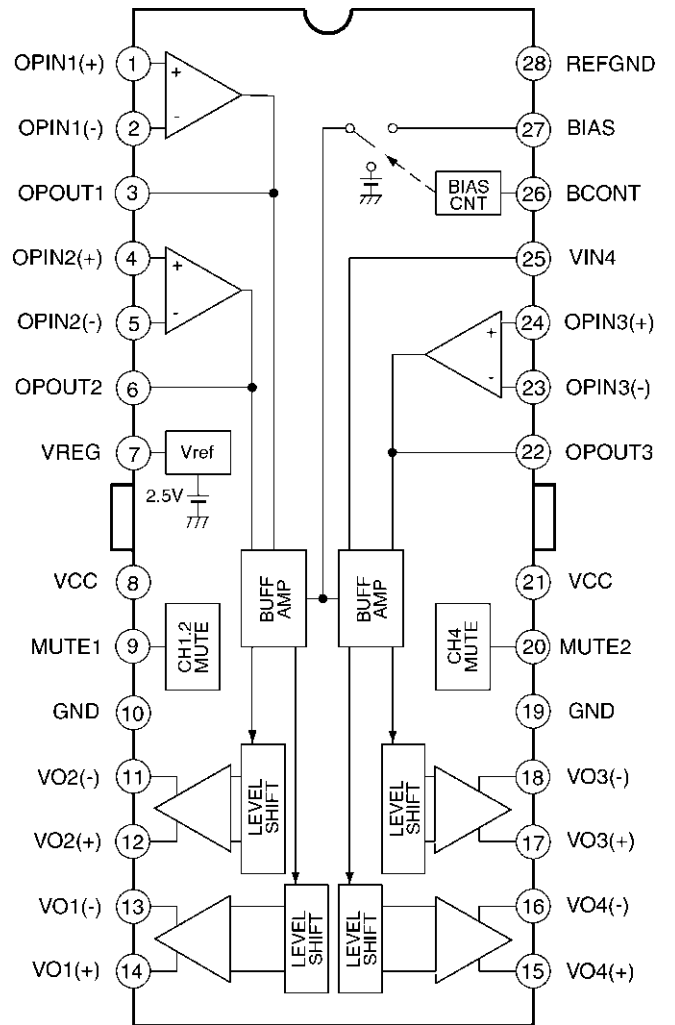 OPIN1(+) 1
+
-
OPIN1(-) 2
OPOUT1 3
OPIN2(+) 4
+
-
OPIN2(-) 5
OPOUT2 6
VREG 7 Vref
2.5V
VCC 8
MUTE1 9 CH1.2 MUTE
GND 10
VO2(-) 11
VO2(+) 12
VO1(-) 13
VO1(+) 14
28 REFGND
27 BIAS
BIAS
CNT
26 BCONT
25 VIN4
24 OPIN3(+)
+
-
23 OPIN3(-)
22 OPOUT3
21 VCC
CH4 MUTE 20 MUTE2
19 GND
18 VO3(-)
17 VO3(+)
16 VO4(-)
15 VO4(+)
BUFF
AMP
BUFF
AMP
LEVEL
SHIFT
LEVEL
SHIFT
LEVEL
SHIFT
LEVEL
SHIFT